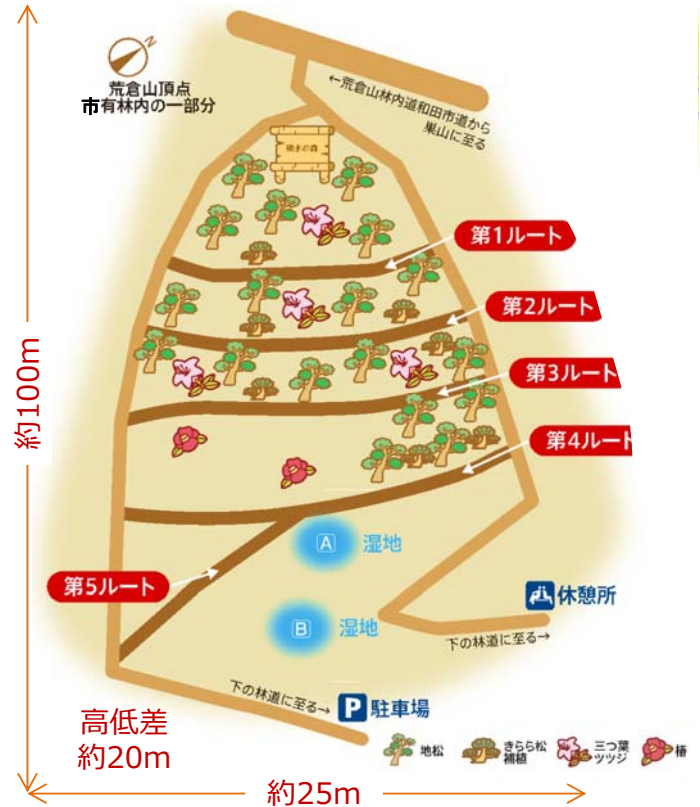 N
荒倉山頂点
市有林内の一部分
←荒倉山林内道和田市道から
巣山に至る
第1ルート
第2ルート
第3ルート
第4ルート
約100m
A 湿地
第5ルート
B 湿地
休憩所
下の林道に至る→
下の林道に至る→
P 駐車場
高低差
約20m
地松
きらら松
補植
三つ葉
ツツジ
椿
約25m